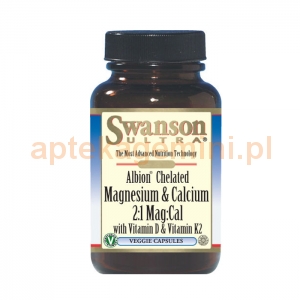 Swanson
ULTRA®
The Most Advanced Nutrition Technology
aptekagemini.pl
Albion® Chelated
Magnesium & Calcium
2:1 Mag:Cal
with Vitamin D & Vitamin K2
VEGGIE CAPSULES